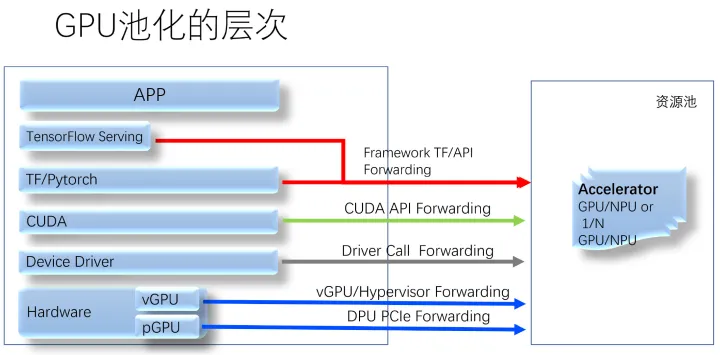 GPU池化的层次
APP
资源池
TensorFlow Serving
Framework TF/API
Forwarding
TF/Pytorch
Accelerator
GPU/NPU or
1/N
GPU/NPU
CUDA API Forwarding
CUDA
Driver Call Forwarding
Device Driver
vGPU/Hypervisor Forwarding
Hardware
vGPU
DPU PCIe Forwarding
pGPU